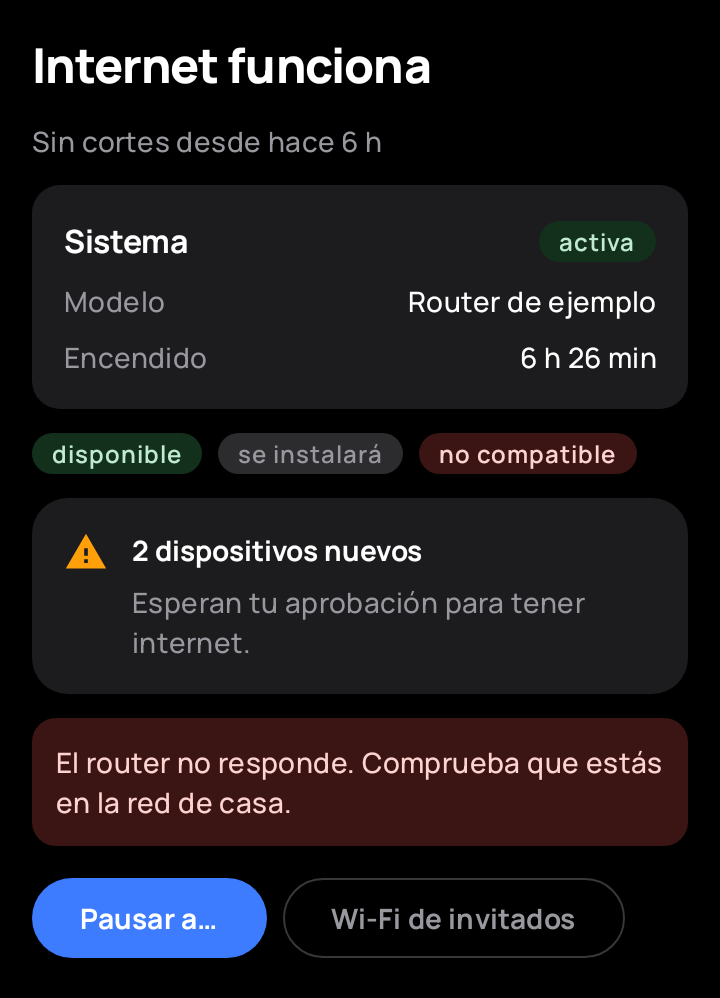 Internet funciona
Sin cortes desde hace 6 h
Sistema
activa
Modelo
Router de ejemplo
Encendido
6 h 26 min
disponible
se instalará
no compatible
2 dispositivos nuevos
Esperan tu aprobación para tener
internet.
El router no responde. Comprueba que estás
en la red de casa.
Pausar a…
Wi-Fi de invitados